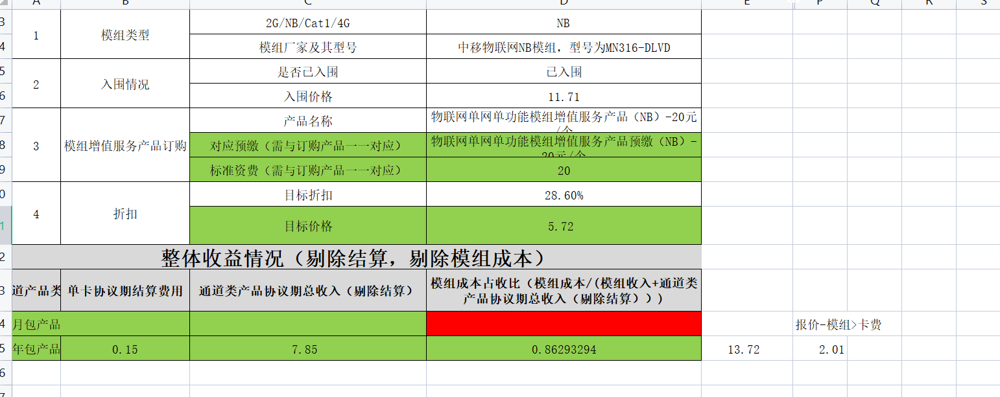 A B C D E P Q R S
3 1 模组类型 2G/NB/Cat1/4G NB
4 模组厂家及其型号 中移物联网NB模组，型号为MN316-DLVD
5 2 入围情况 是否已入围 已入围
6 入围价格 11.71
7 3 模组增值服务产品订购 产品名称 物联网单网单功能模组增值服务产品（NB）-20元
/个
8 对应预缴（需与订购产品一一对应） 物联网单网单功能模组增值服务产品预缴（NB）-
20元/个
9 标准资费（需与订购产品一一对应） 20
0 4 折扣 目标折扣 28.60%
1 目标价格 5.72
2 整体收益情况（剔除结算，剔除模组成本）
3 道产品类 单卡协议期结算费用 通道类产品协议期总收入（剔除结算） 模组成本占收比（模组成本/(模组收入+通道类
产品协议期总收入（剔除结算）))
4 月包产品 报价-模组>卡费
5 年包产品 0.15 7.85 0.86293294 13.72 2.01
6
7